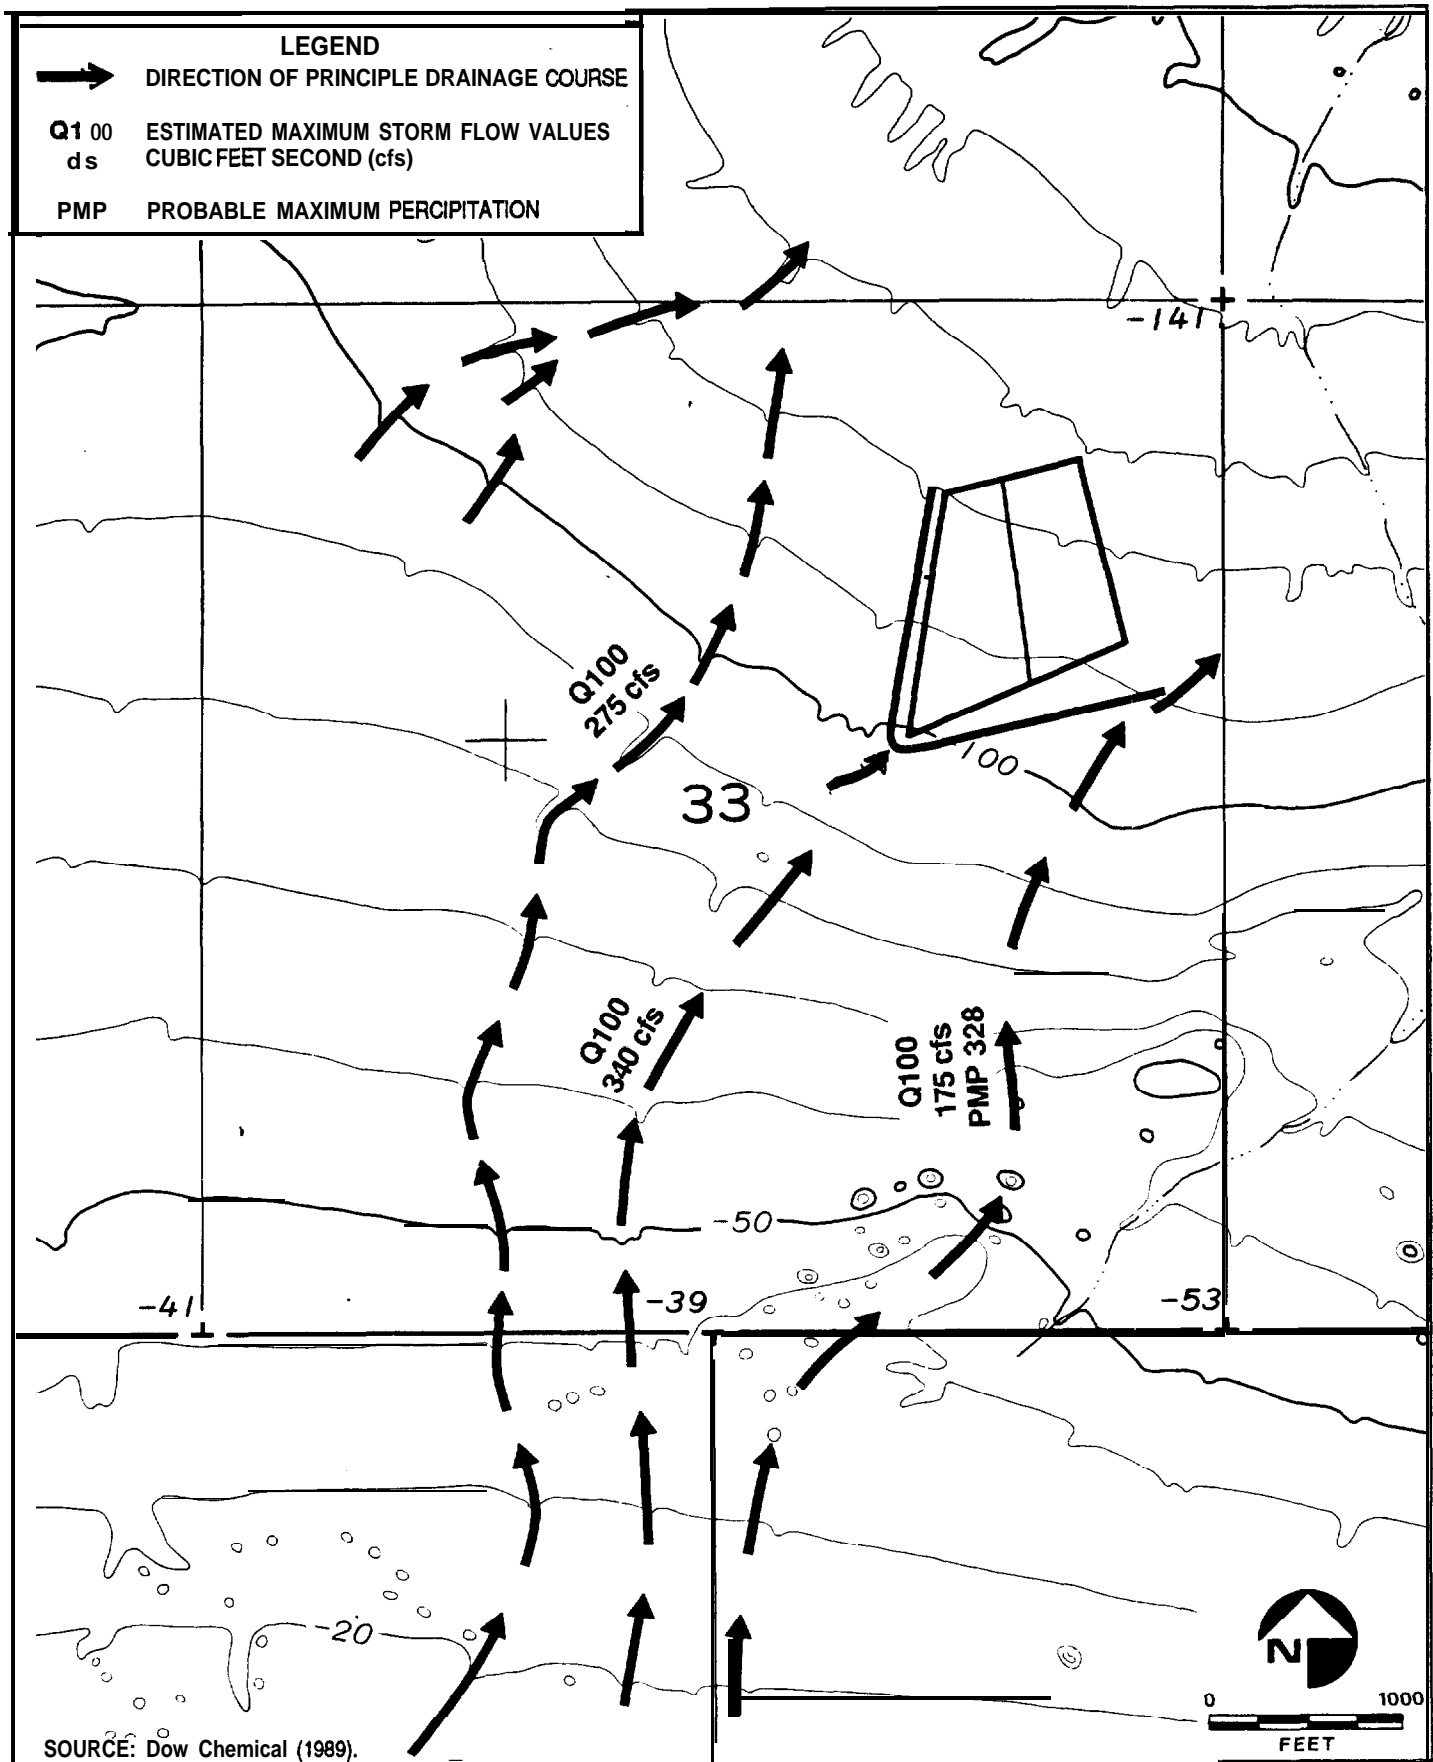 LEGEND
DIRECTION OF PRINCIPLE DRAINAGE COURSE
Q1 00 ESTIMATED MAXIMUM STORM FLOW VALUES
ds CUBIC FEET SECOND (cfs)
PMP PROBABLE MAXIMUM PERCIPITATION
-141
Q100
275 cfs
100
33
Q100
340 cfs
Q100
175 cfs
PMP 328
-50
-41
-39
-53
-20
N
0 1000
FEET
SOURCE: Dow Chemical (1989).